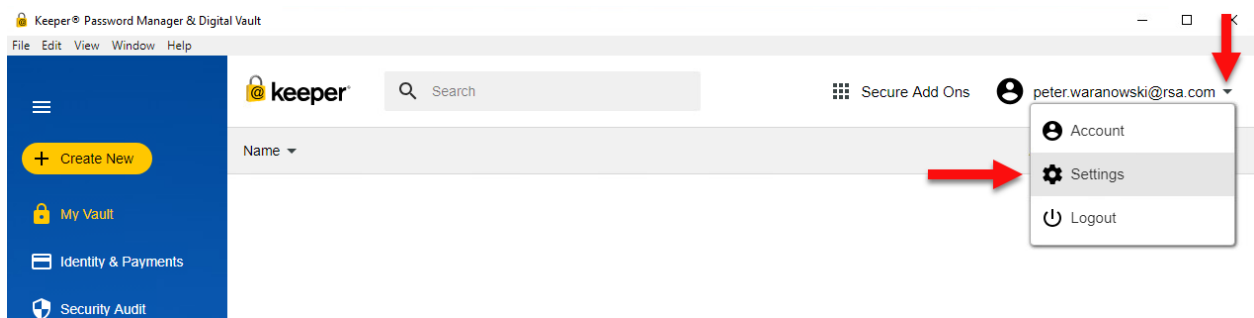 Keeper® Password Manager & Digital Vault
File Edit View Window Help
keeper
Search
Secure Add Ons
peter.waranowski@rsa.com
Account
Name
Create New
Settings
My Vault
Logout
Identity & Payments
Security Audit